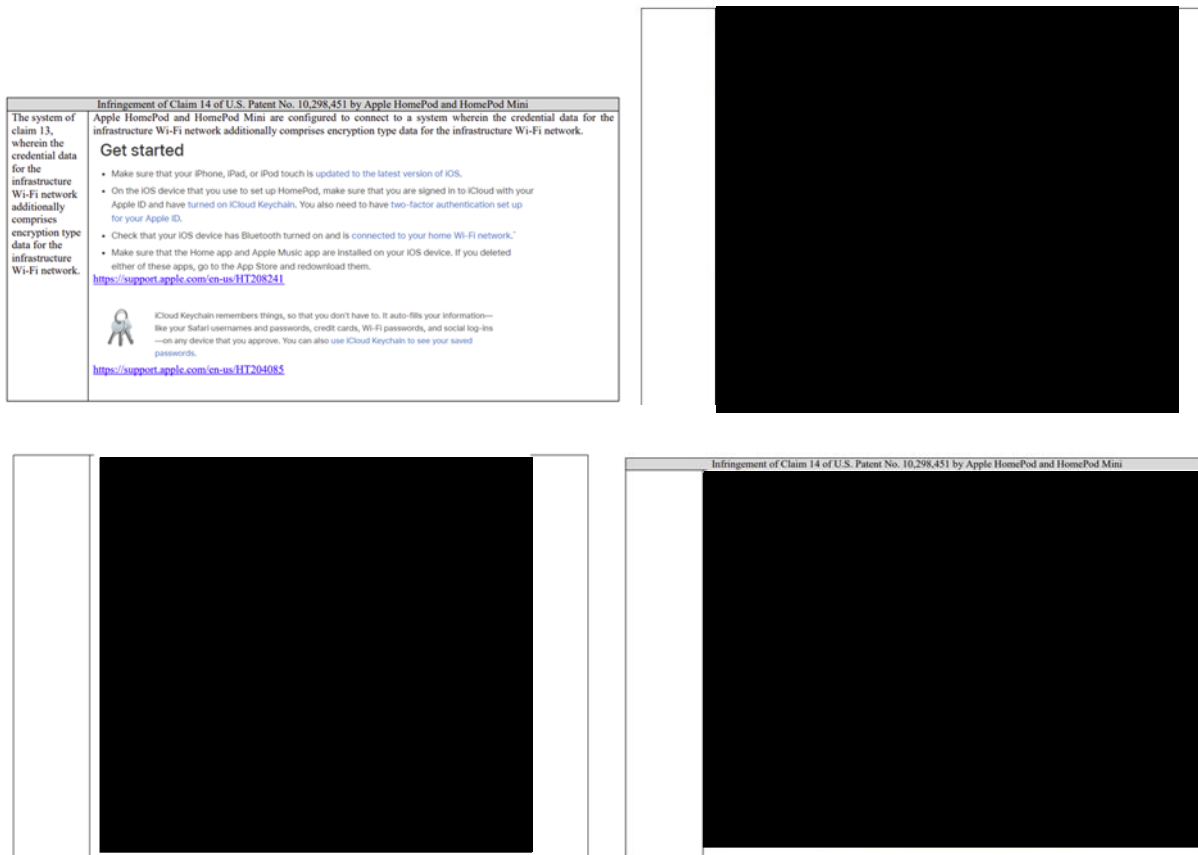 Infringement of Claim 14 of U.S. Patent No. 10,298,451 by Apple HomePod and HomePod Mini
The system of
claim 13,
wherein the
credential data
for the
infrastructure
Wi-Fi network
additionally
comprises
encryption type
data for the
infrastructure
Wi-Fi network.
Apple HomePod and HomePod Mini are configured to connect to a system wherein the credential data for the
infrastructure Wi-Fi network additionally comprises encryption type data for the infrastructure Wi-Fi network.
Get started
• Make sure that your iPhone, iPad, or iPod touch is updated to the latest version of iOS.
• On the iOS device that you use to set up HomePod, make sure that you are signed in to iCloud with your
Apple ID and have turned on iCloud Keychain. You also need to have two-factor authentication set up
for your Apple ID.
• Check that your iOS device has Bluetooth turned on and is connected to your home Wi-Fi network.*
• Make sure that the Home app and Apple Music app are installed on your iOS device. If you deleted
either of these apps, go to the App Store and redownload them.
https://support.apple.com/en-us/HT208241
iCloud Keychain remembers things, so that you don't have to. It auto-fills your information—
like your Safari usernames and passwords, credit cards, Wi-Fi passwords, and social log-ins
—on any device that you approve. You can also use iCloud Keychain to see your saved
passwords.
https://support.apple.com/en-us/HT204085
Infringement of Claim 14 of U.S. Patent No. 10,298,451 by Apple HomePod and HomePod Mini